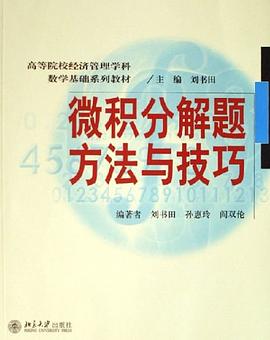 高等院校经济管理学科
数学基础系列教材 / 主 编 刘书田
微积分解题
方法与技巧
编著者 刘书田 孙惠玲 阎双伦
北京大学出版社